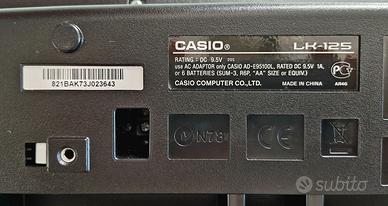 CASIO® LK-125
RATING : DC 9.5V
use AC ADAPTOR only CASIO AD-E95100L, RATED DC 9.5V 1A,
or 6 BATTERIES (SUM-3, R6P, "AA" SIZE or EQUIV.)
CASIO COMPUTER CO.,LTD. MADE IN CHINA
821BAK73J023643
N78
CE
subito